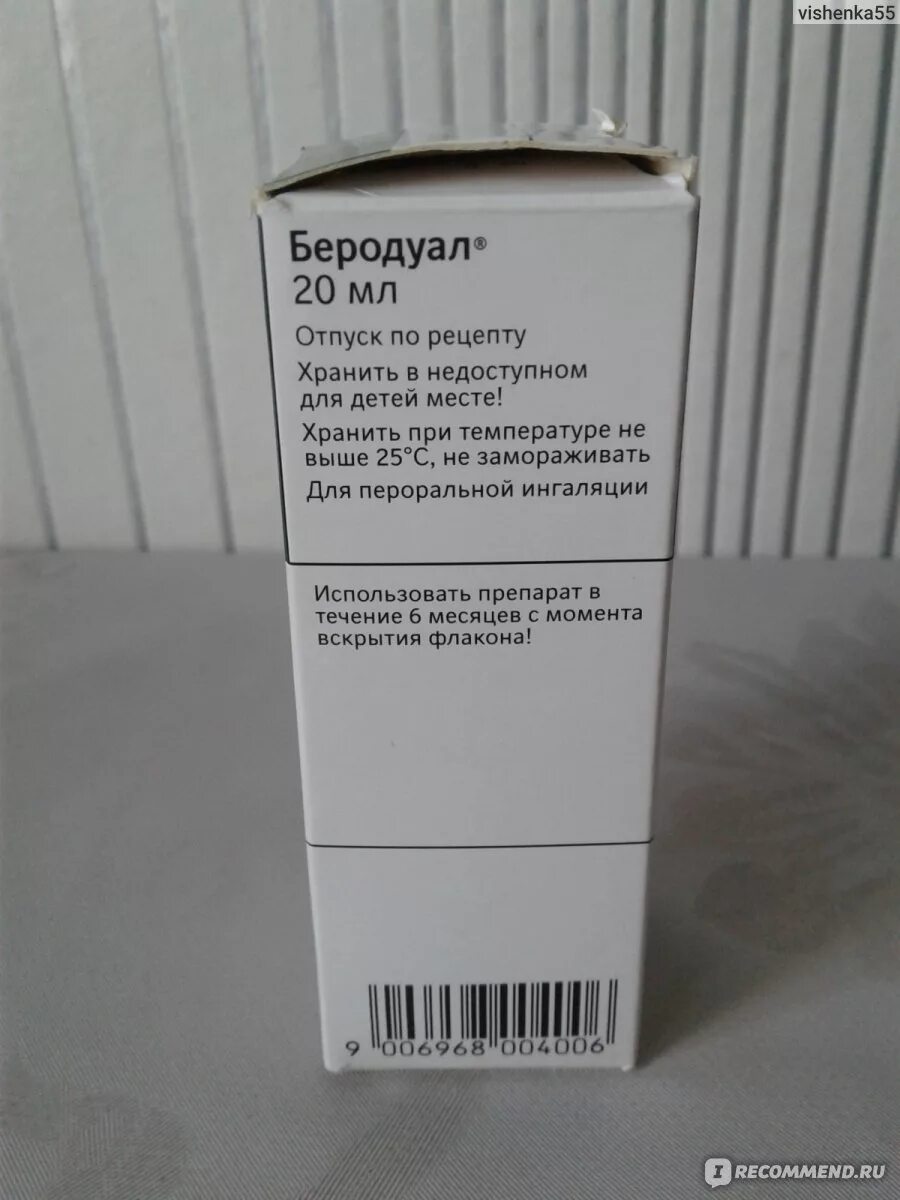 vishenka55
Беродуал®
20 мл
Отпуск по рецепту
Хранить в недоступном
для детей месте!
Хранить при температуре не
выше 25°С, не замораживать
Для пероральной ингаляции
Использовать препарат в
течение 6 месяцев с момента
вскрытия флакона!
9 006968 004006
IRECOMMEND.RU